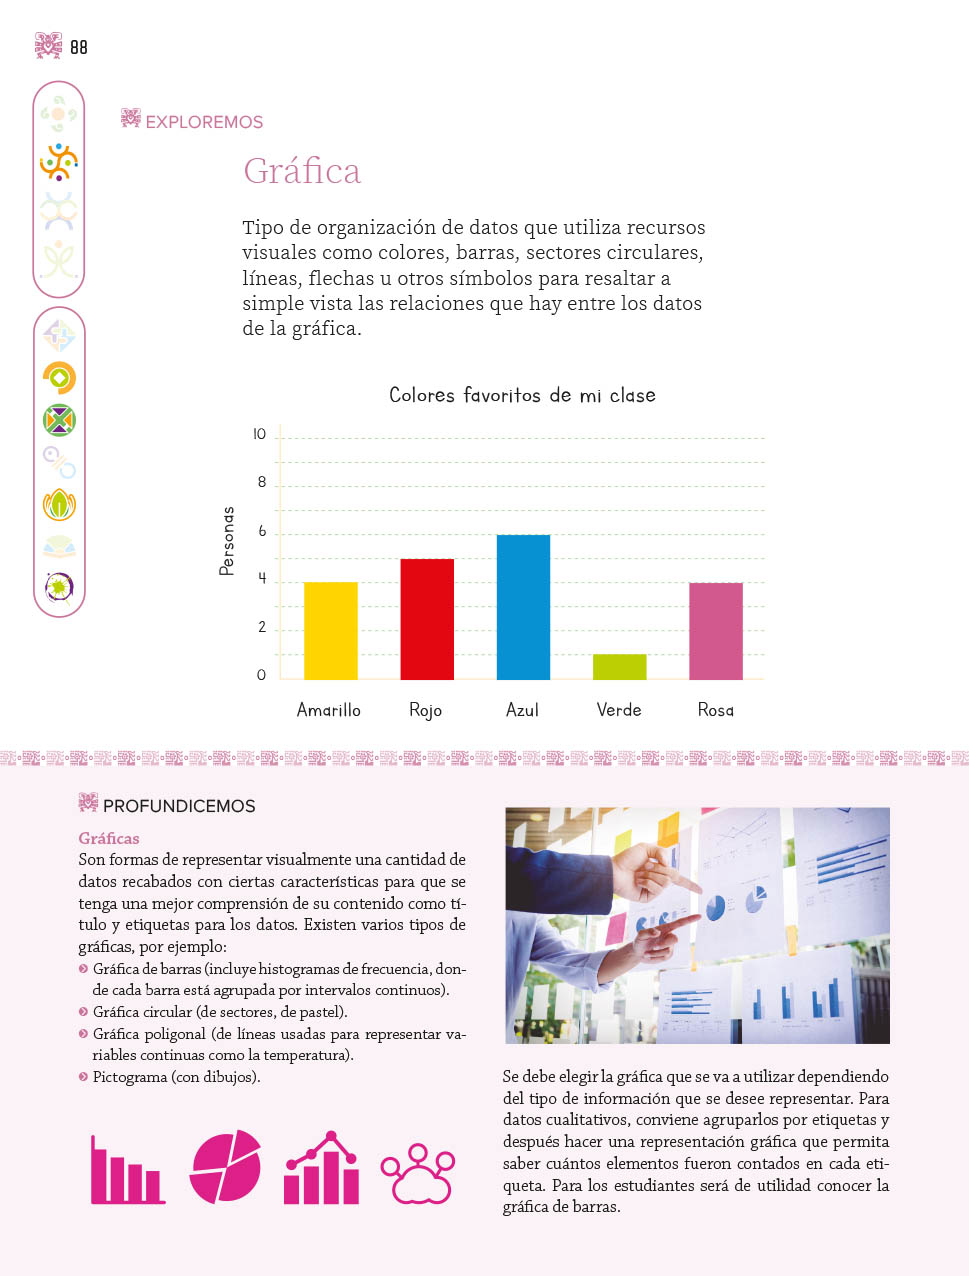 88
EXPLOREMOS
Gráfica
Tipo de organización de datos que utiliza recursos
visuales como colores, barras, sectores circulares,
líneas, flechas u otros símbolos para resaltar a
simple vista las relaciones que hay entre los datos
de la gráfica.
Colores favoritos de mi clase
Personas
10
8
6
4
2
0
Amarillo Rojo Azul Verde Rosa
PROFUNDICEMOS
Gráficas
Son formas de representar visualmente una cantidad de
datos recabados con ciertas características para que se
tenga una mejor comprensión de su contenido como tí-
tulo y etiquetas para los datos. Existen varios tipos de
gráficas, por ejemplo:
Gráfica de barras (incluye histogramas de frecuencia, don-
de cada barra está agrupada por intervalos continuos).
Gráfica circular (de sectores, de pastel).
Gráfica poligonal (de líneas usadas para representar va-
riables continuas como la temperatura).
Pictograma (con dibujos).
Se debe elegir la gráfica que se va a utilizar dependiendo
del tipo de información que se desee representar. Para
datos cualitativos, conviene agruparlos por etiquetas y
después hacer una representación gráfica que permita
saber cuántos elementos fueron contados en cada eti-
queta. Para los estudiantes será de utilidad conocer la
gráfica de barras.